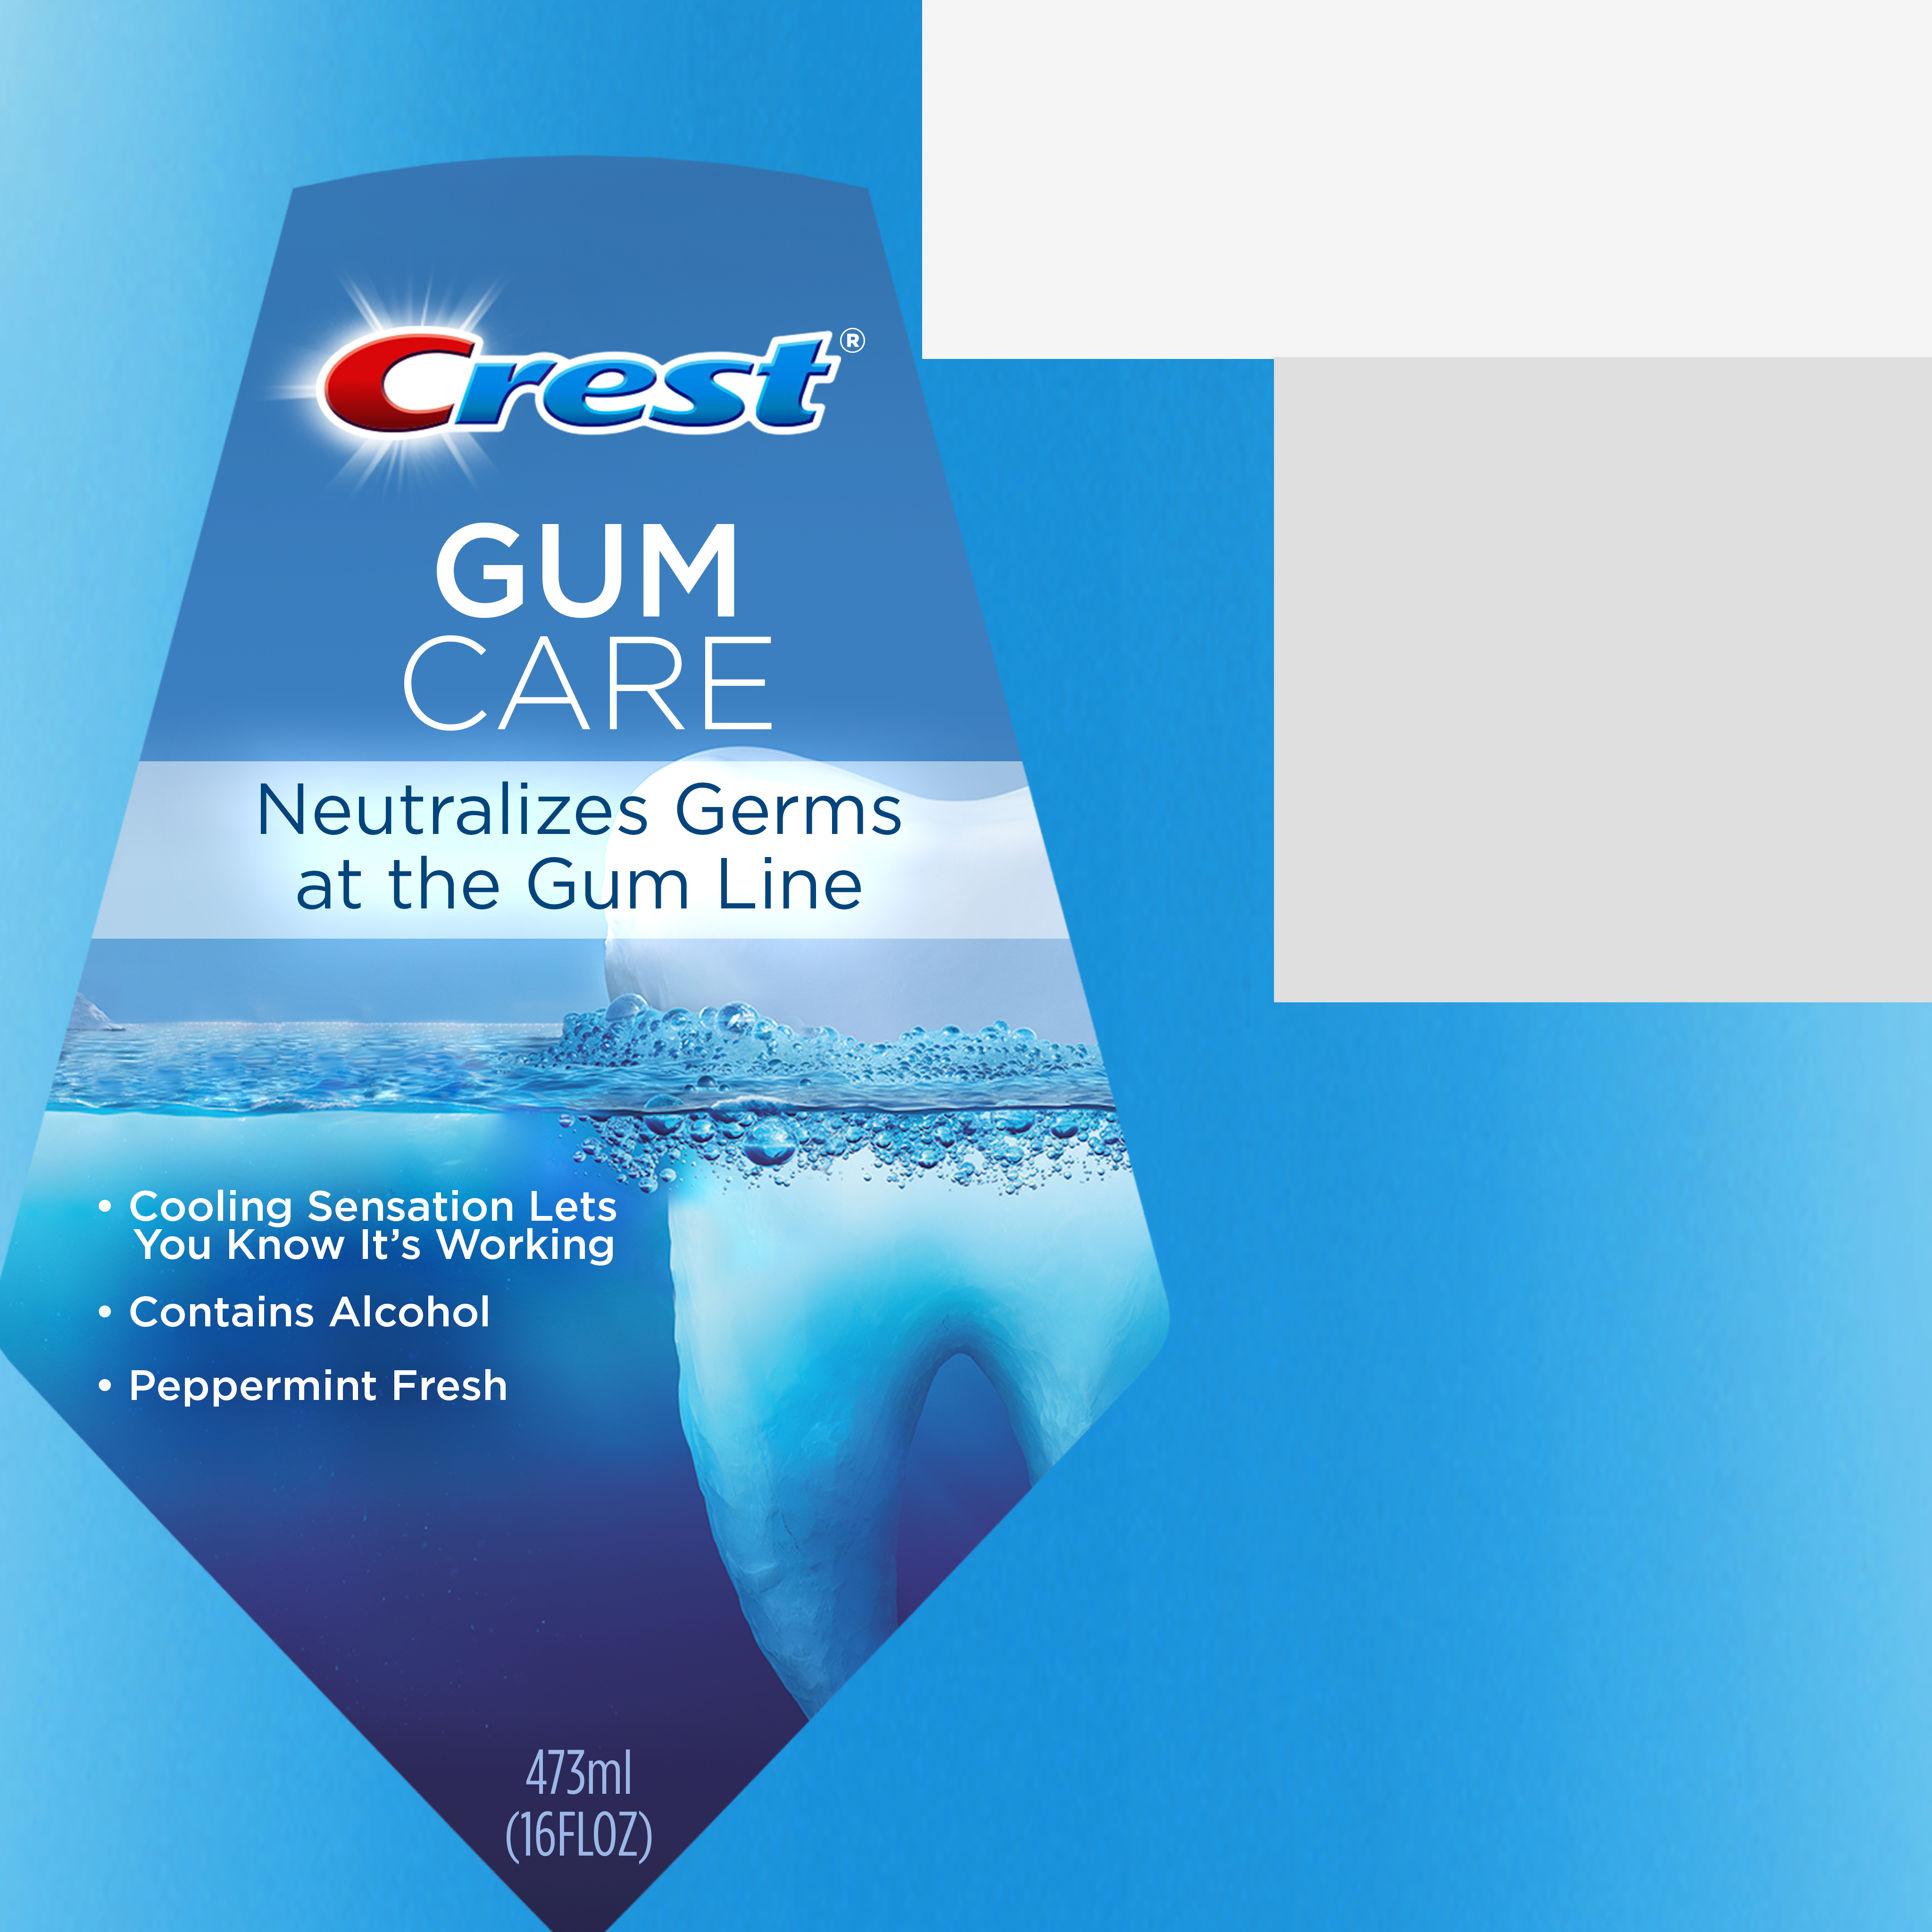 Crest®
GUM
CARE
Neutralizes Germs
at the Gum Line
• Cooling Sensation Lets
You Know It’s Working
• Contains Alcohol
• Peppermint Fresh
473ml
(16FLOZ)